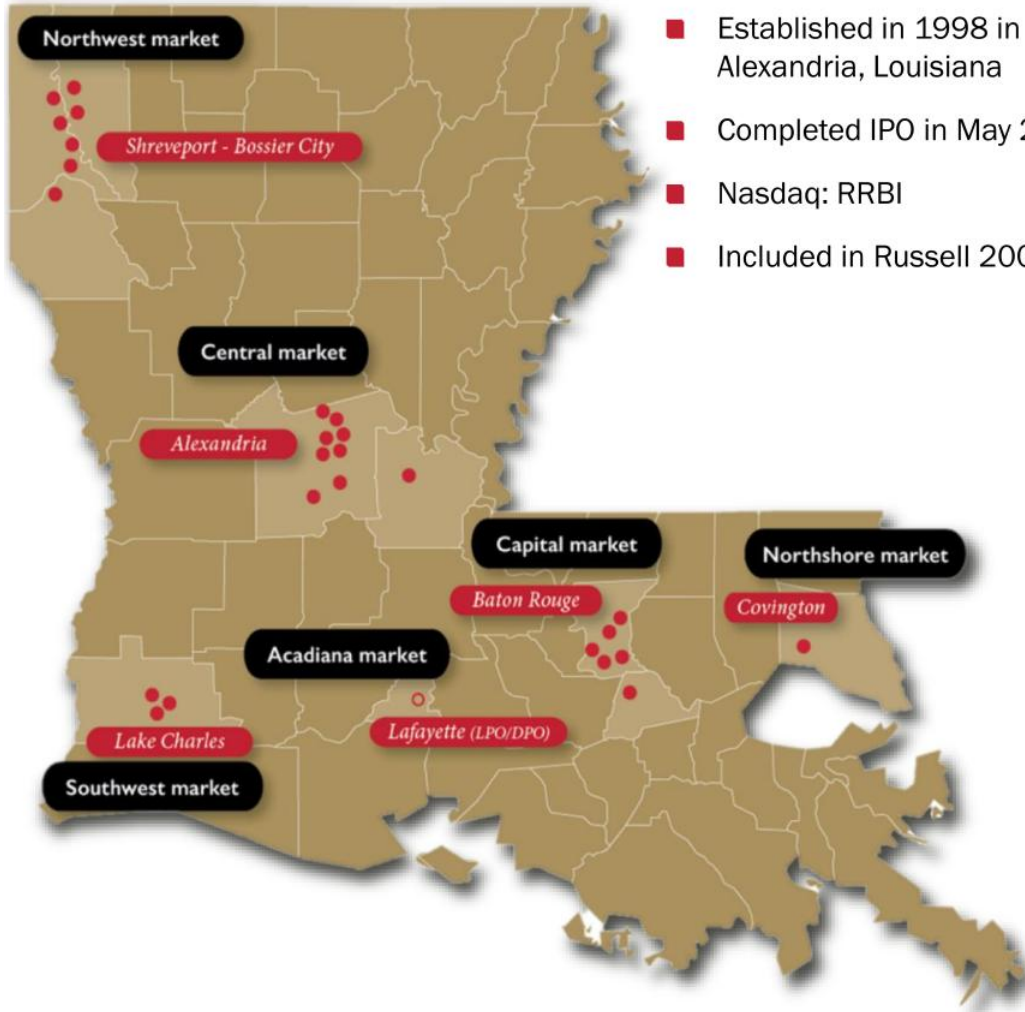 Northwest market
Shreveport - Bossier City
Central market
Alexandria
Capital market
Baton Rouge
Northshore market
Covington
Acadiana market
Lafayette (LPO/DPO)
Lake Charles
Southwest market
Established in 1998 in
Alexandria, Louisiana
Completed IPO in May
Nasdaq: RRBI
Included in Russell